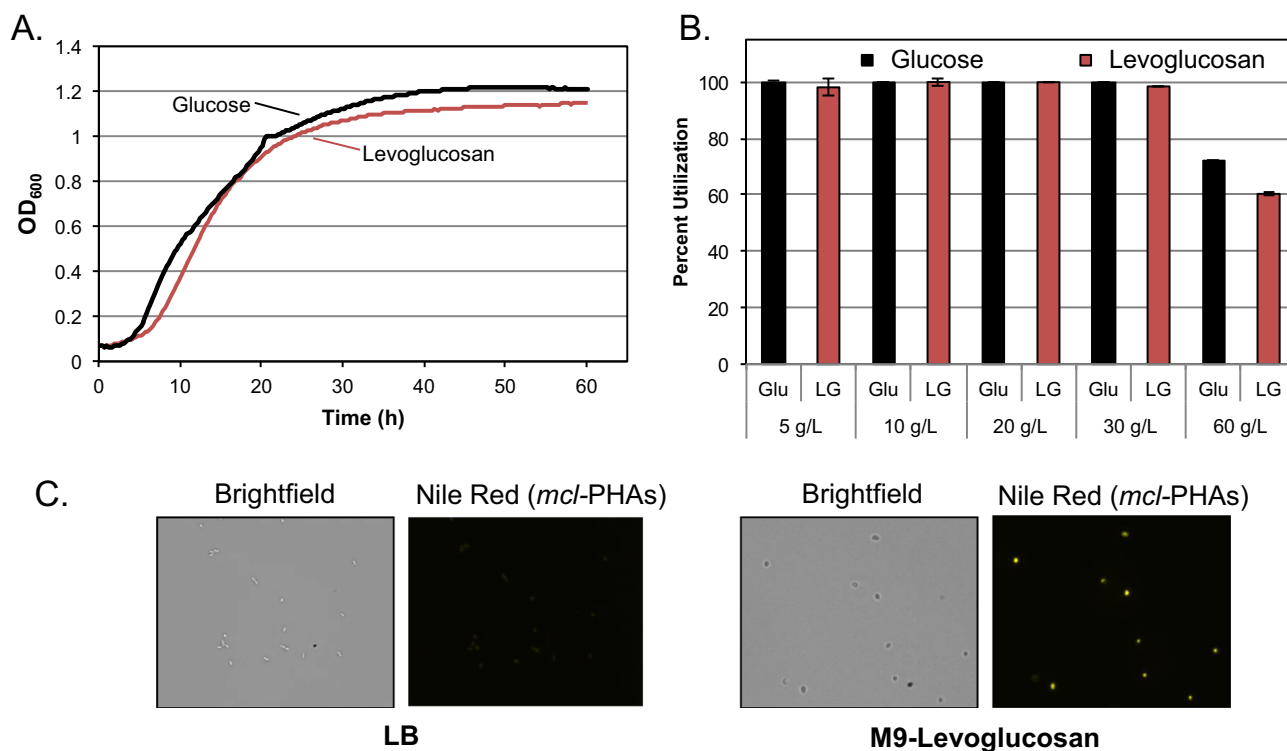 A.
1.4
1.2
1
0.8
0.6
0.4
0.2
0
OD600
Glucose
Levoglucosan
0 10 20 30 40 50 60
Time (h)
B.
Glucose Levoglucosan
100
80
60
40
20
0
Percent Utilization
Glu LG Glu LG Glu LG Glu LG Glu LG
5 g/L 10 g/L 20 g/L 30 g/L 60 g/L
C.
Brightfield Nile Red (mcl-PHAs) Brightfield Nile Red (mcl-PHAs)
LB M9-Levoglucosan